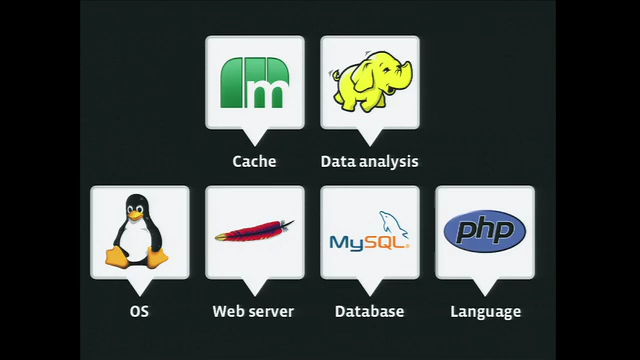 m
Cache
Data analysis
MySQL®
php
OS
Web server
Database
Language